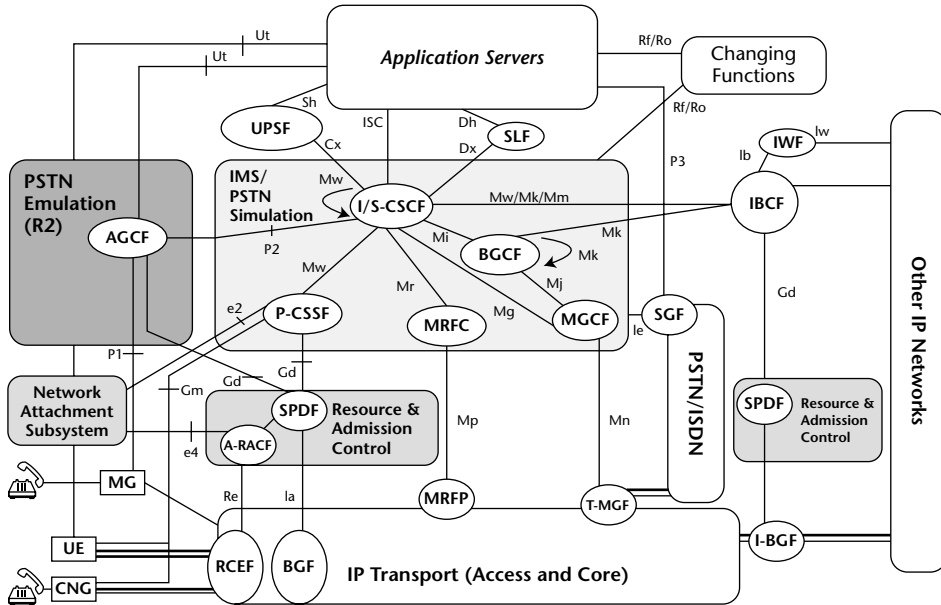 Ut
Ut
Application Servers
Rf/Ro
Changing
Functions
Rf/Ro
Sh
ISC
Dh
UPSF
SLF
Cx
Dx
P3
IWF
Iw
Ib
PSTN
Emulation
(R2)
IMS/
PSTN
Simulation
Mw
I/S-CSCF
Mw/Mk/Mm
IBCF
AGCF
P2
Mi
BGCF
Mk
Mk
Mw
Mr
Mj
Gd
Other IP Networks
e2
P-CSSF
MRFC
Mg
MGCF
Ie
SGF
P1
Gm
Gd
Gd
PSTN/ISDN
Network
Attachment
Subsystem
SPDF
Resource &
Admission
Control
A-RACF
e4
Mp
Mn
SPDF
Resource &
Admission
Control
MG
Re
Ia
MRFP
T-MGF
UE
RCEF
BGF
IP Transport (Access and Core)
I-BGF
CNG